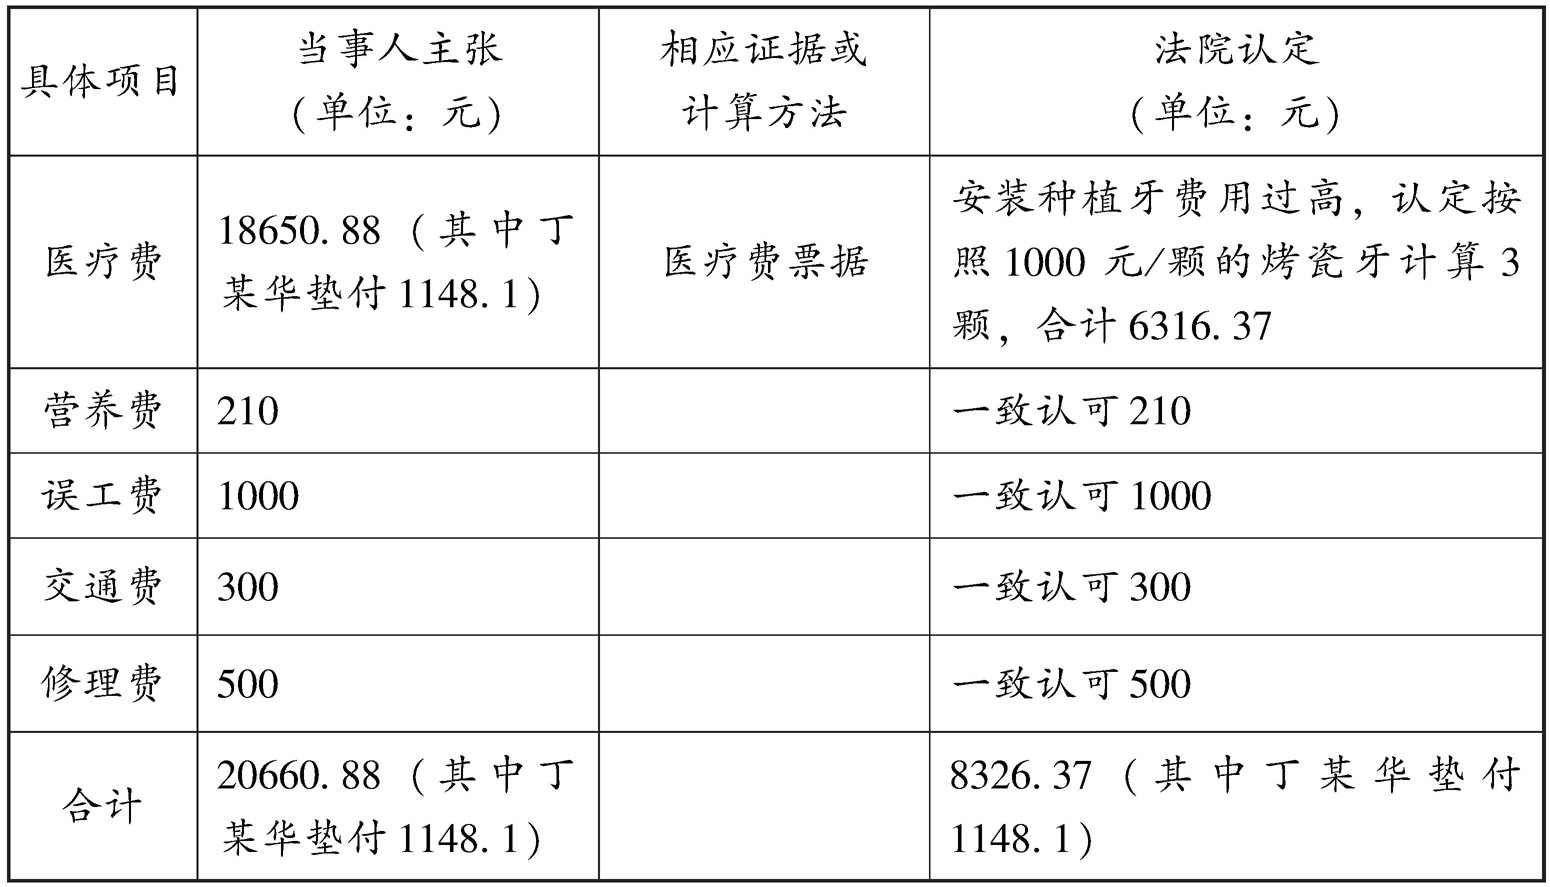 具体项目
当事人主张
(单位：元)
相应证据或
计算方法
法院认定
(单位：元)
医疗费
18650.88（其中丁
某华垫付1148.1）
医疗费票据
安装种植牙费用过高，认定按
照1000 元/颗的烤瓷牙计算3
颗，合计6316.37
营养费
210
一致认可210
误工费
1000
一致认可1000
交通费
300
一致认可300
修理费
500
一致认可500
合计
20660.88（其中丁
某华垫付1148.1）
8326.37（其中丁某华垫付
1148.1）